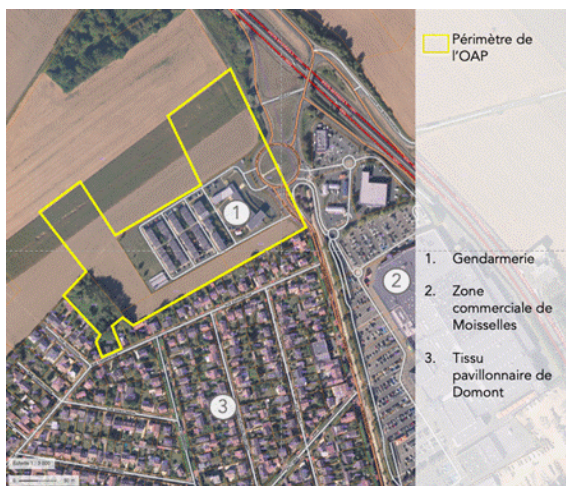 Périmètre de
l'OAP
1
2
3
1. Gendarmerie
2. Zone
commerciale de
Moisselles
3. Tissu
pavillonnaire de
Domont